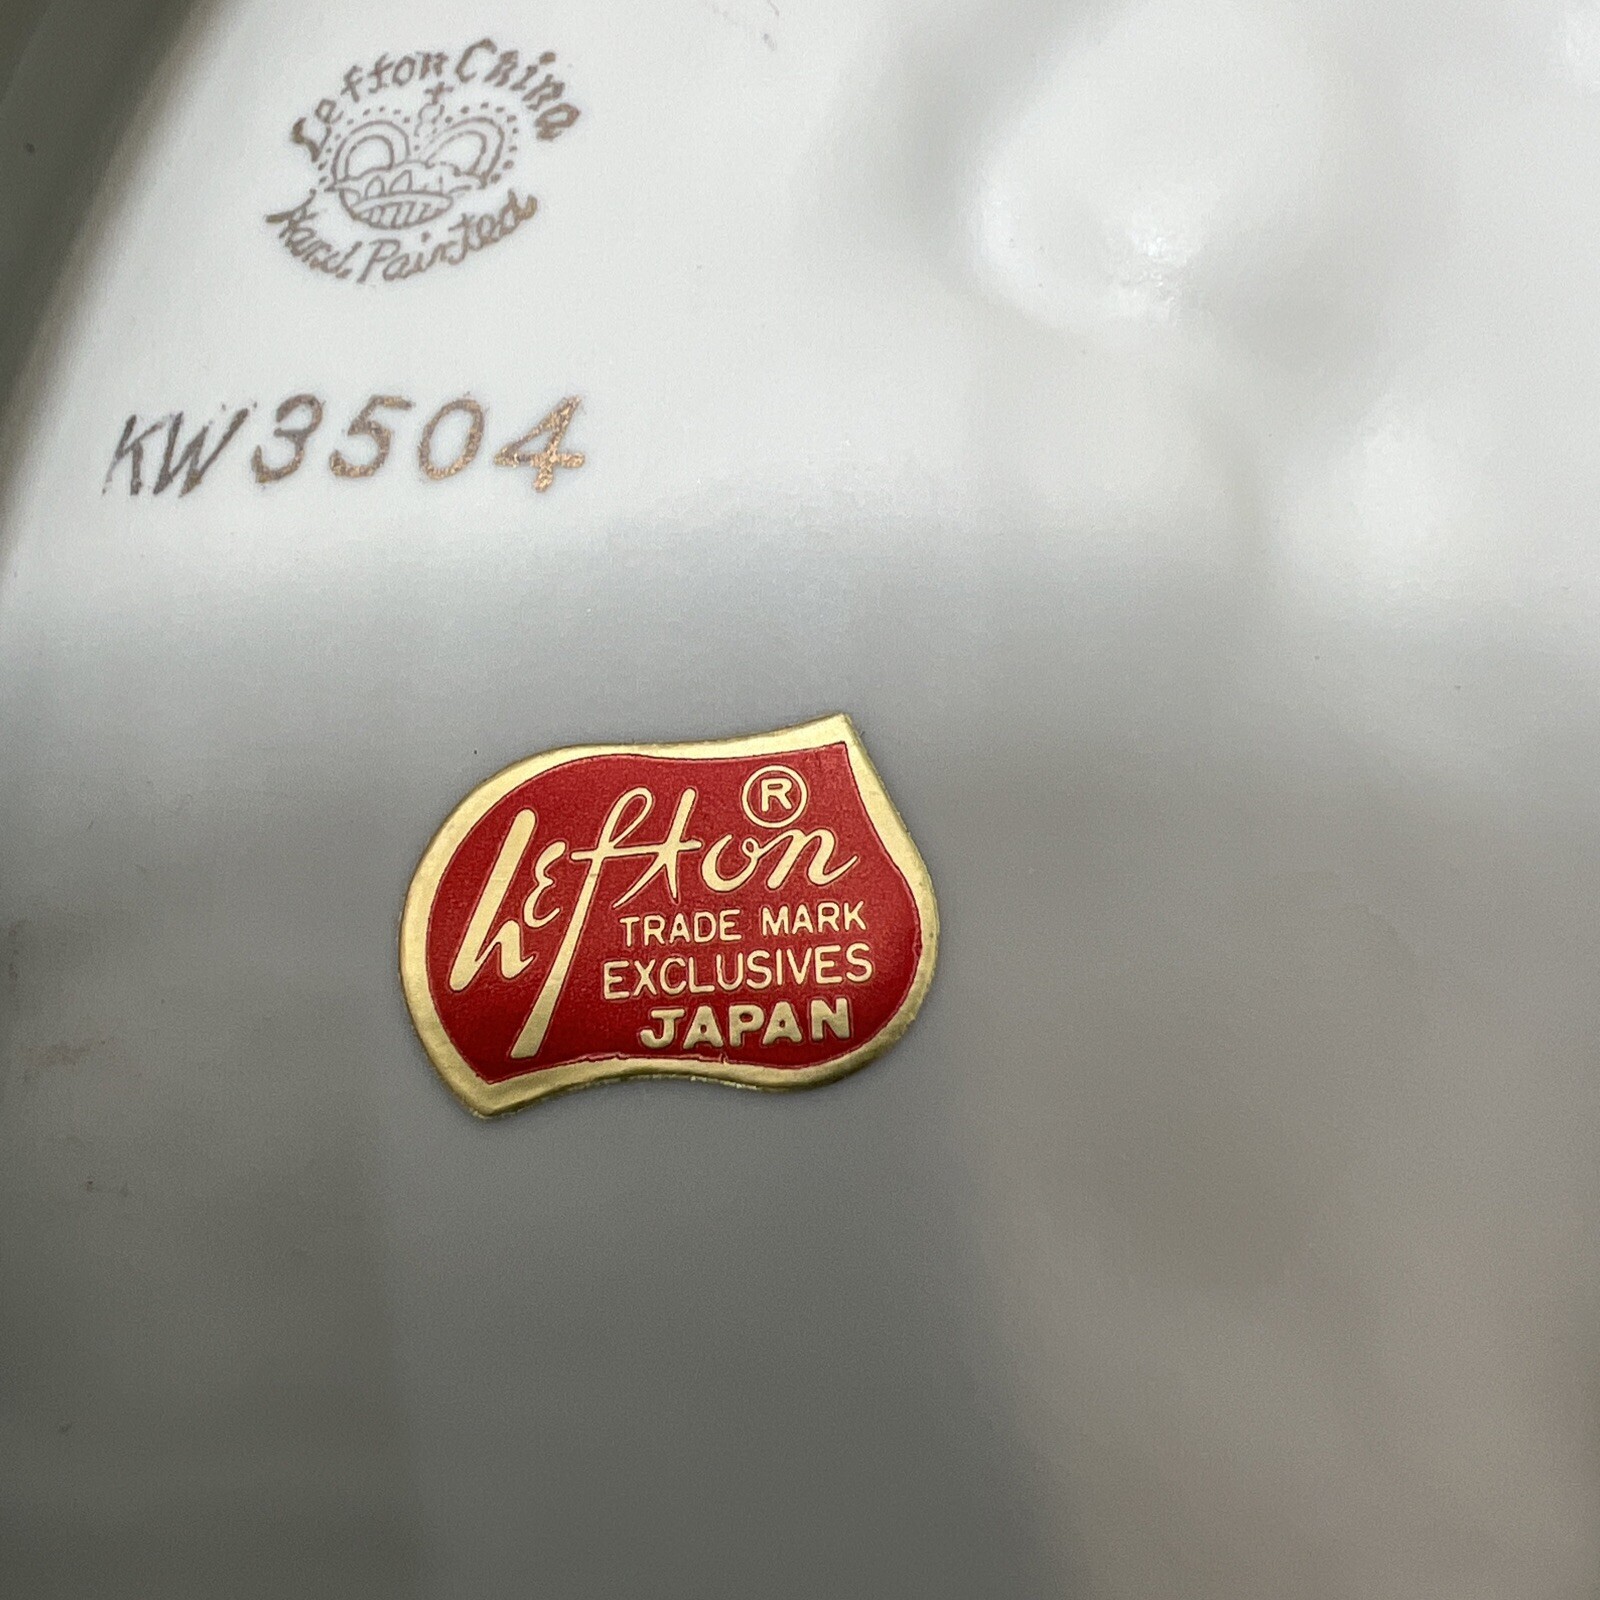 Lefton China
Hand Painted
KW3504
Lefton ®
TRADE MARK
EXCLUSIVES
JAPAN